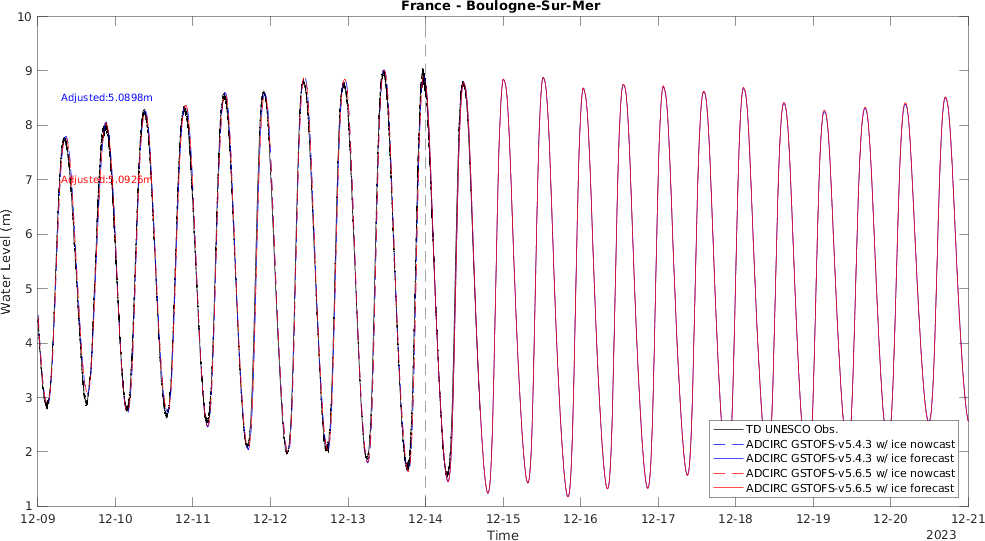 France - Boulogne-Sur-Mer
10
9
8
7
6
5
4
3
2
1
Water Level (m)
Adjusted:5.0898m
Adjusted:5.0926m
TD UNESCO Obs.
ADCIRC GSTOFS-v5.4.3 w/ ice nowcast
ADCIRC GSTOFS-v5.4.3 w/ ice forecast
ADCIRC GSTOFS-v5.6.5 w/ ice nowcast
ADCIRC GSTOFS-v5.6.5 w/ ice forecast
12-09 12-10 12-11 12-12 12-13 12-14 12-15 12-16 12-17 12-18 12-19 12-20 12-21
Time
2023